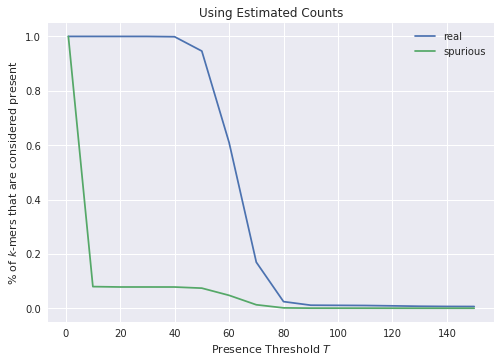 Using Estimated Counts
real
spurious
% of k-mers that are considered present
1.0
0.8
0.6
0.4
0.2
0.0
0 20 40 60 80 100 120 140
Presence Threshold T